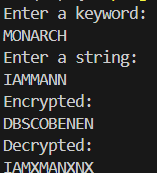 Enter a keyword:
MONARCH
Enter a string:
IAMMANN
Encrypted:
DBSCOBENEN
Decrypted:
IAMXMANXNX